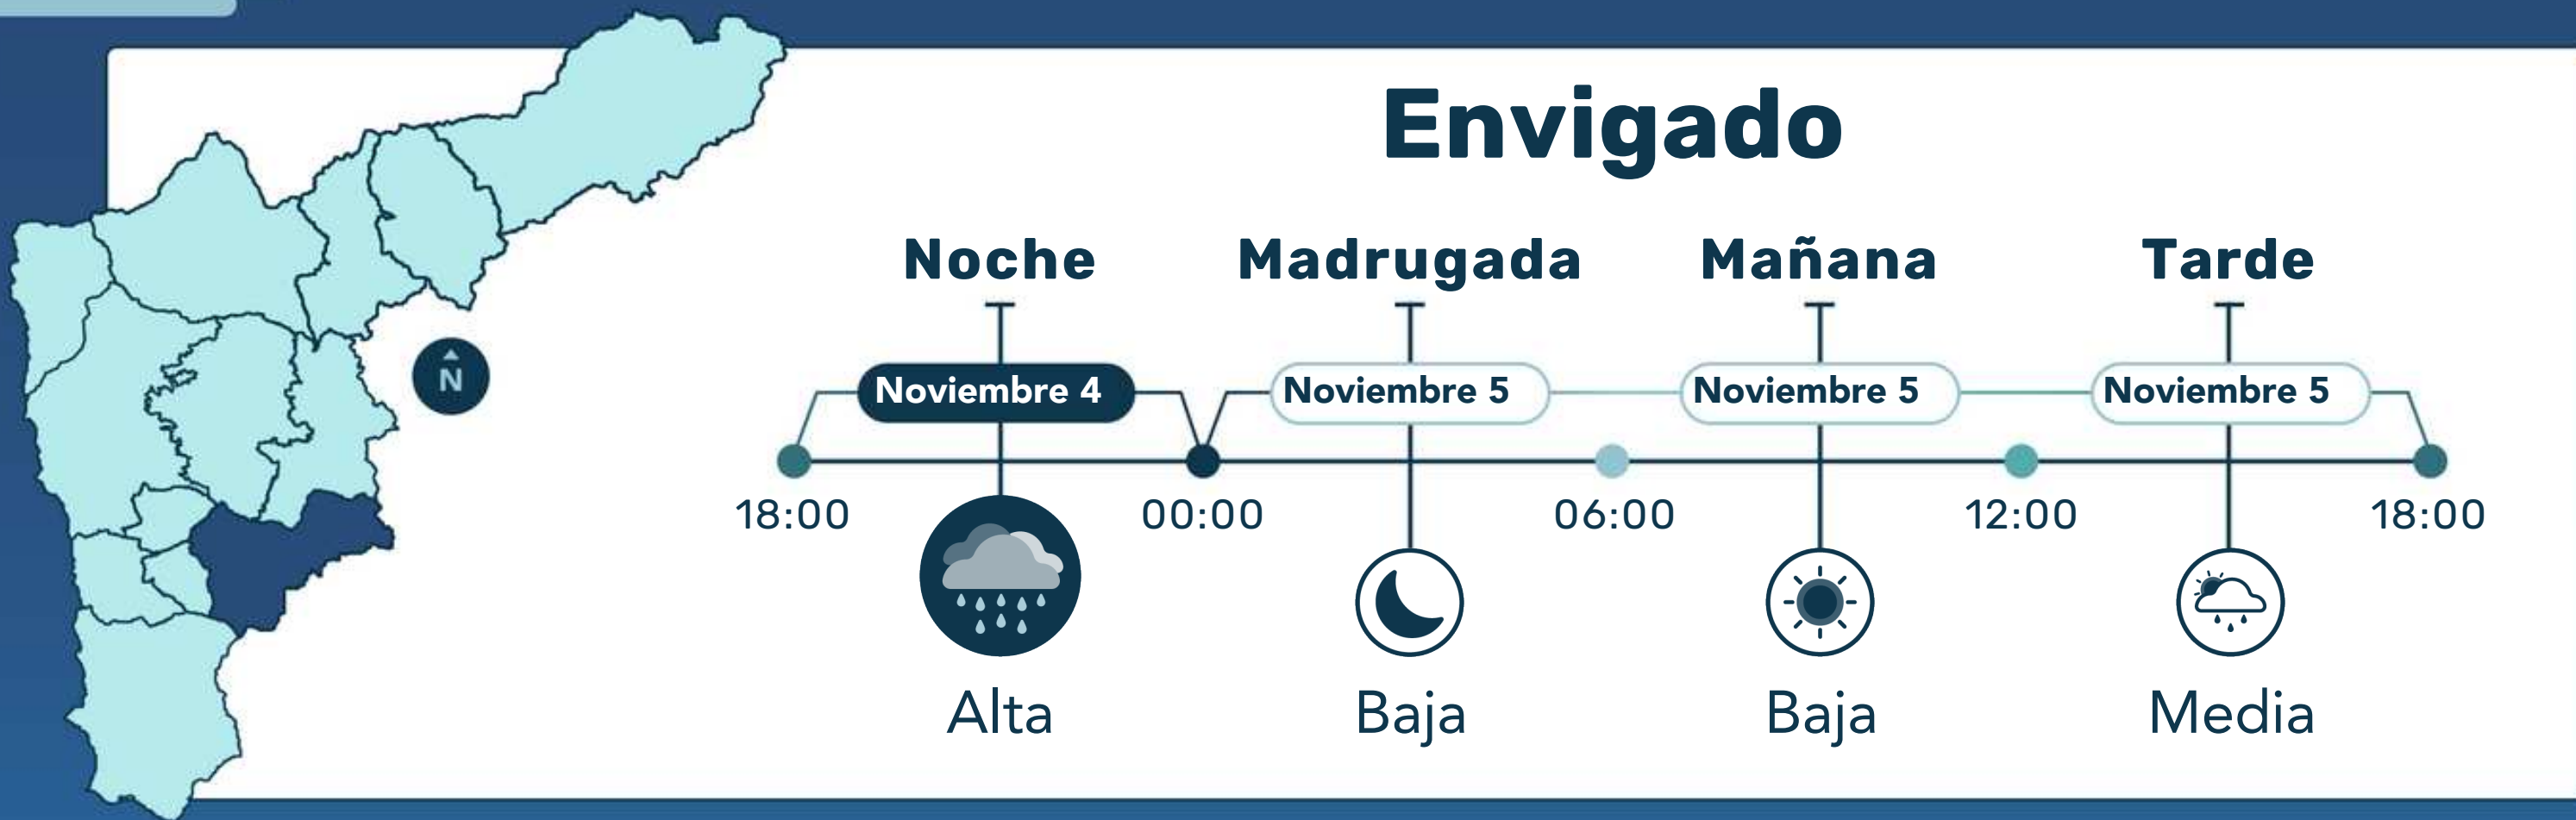 Envigado
Noche Madrugada Mañana Tarde
N
Noviembre 4 Noviembre 5 Noviembre 5 Noviembre 5
18:00 00:00 06:00 12:00 18:00
Alta Baja Baja Media